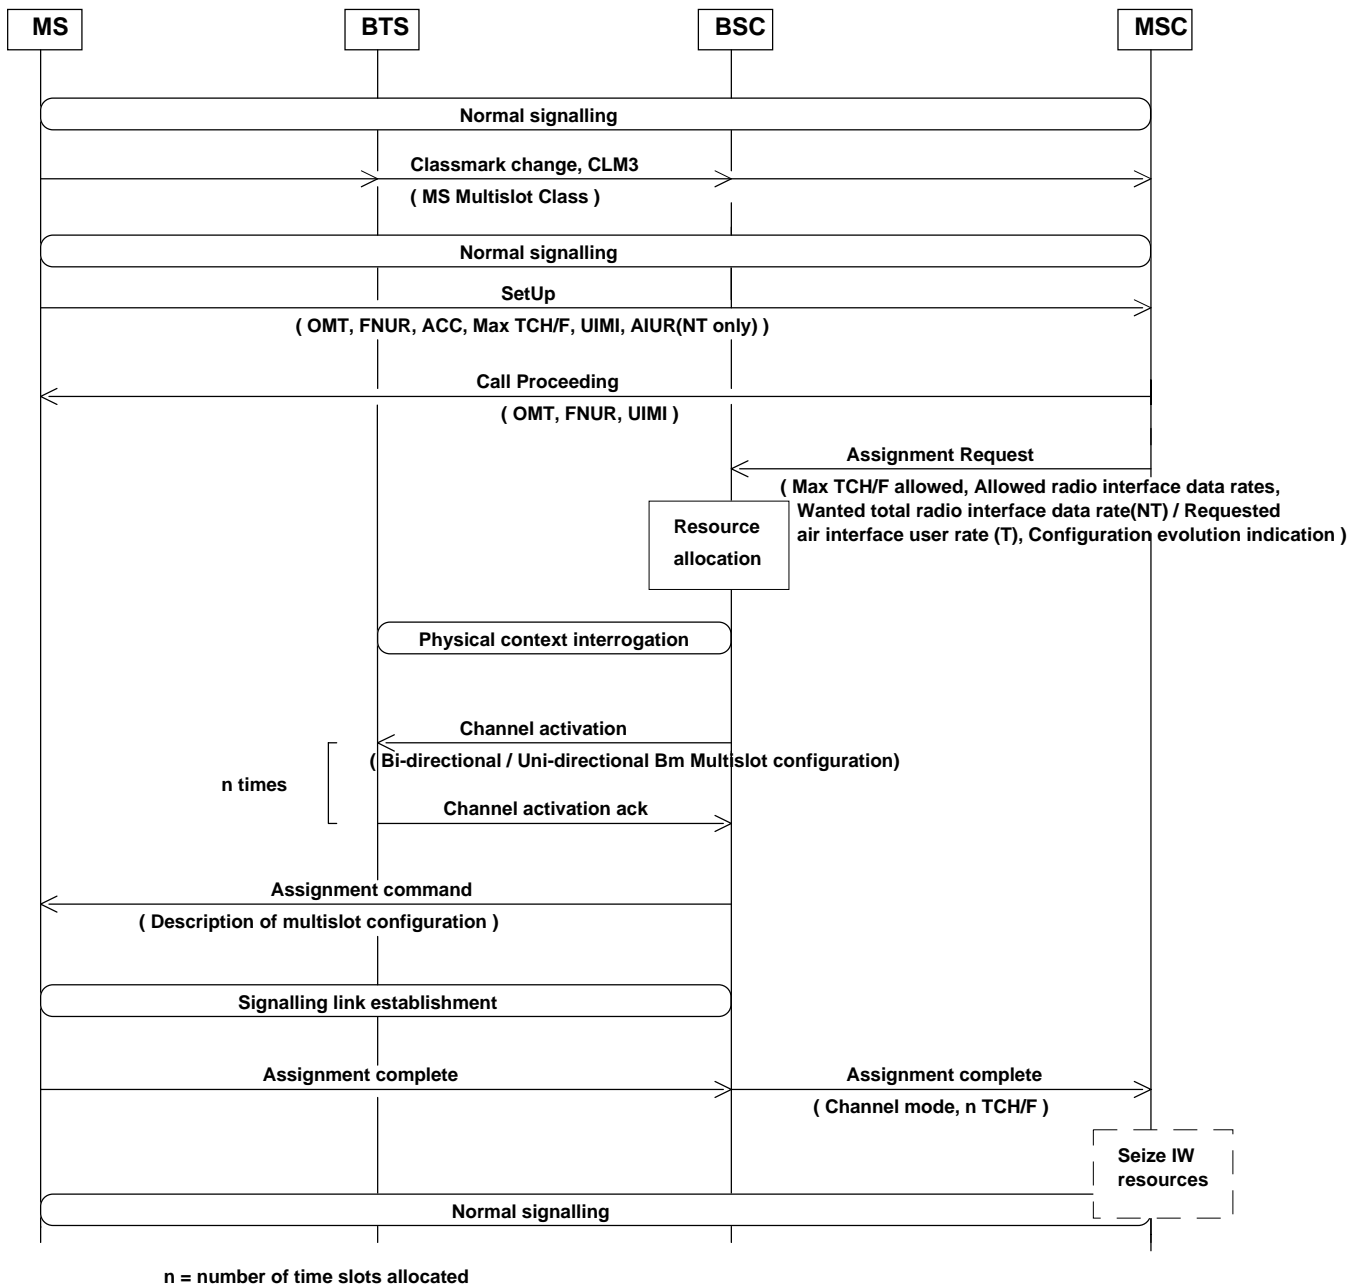 MS BTS BSC MSC
Normal signalling
Classmark change, CLM3
( MS Multislot Class )
Normal signalling
SetUp
( OMT, FNUR, ACC, Max TCH/F, UIMI, AIUR(NT only) )
Call Proceeding
( OMT, FNUR, UIMI )
Assignment Request
( Max TCH/F allowed, Allowed radio interface data rates,
Wanted total radio interface data rate(NT) / Requested
air interface user rate (T), Configuration evolution indication )
Resource
allocation
Physical context interrogation
Channel activation
( Bi-directional / Uni-directional Bm Multislot configuration)
n times
Channel activation ack
Assignment command
( Description of multislot configuration )
Signalling link establishment
Assignment complete Assignment complete
( Channel mode, n TCH/F )
Seize IW
resources
Normal signalling
n = number of time slots allocated